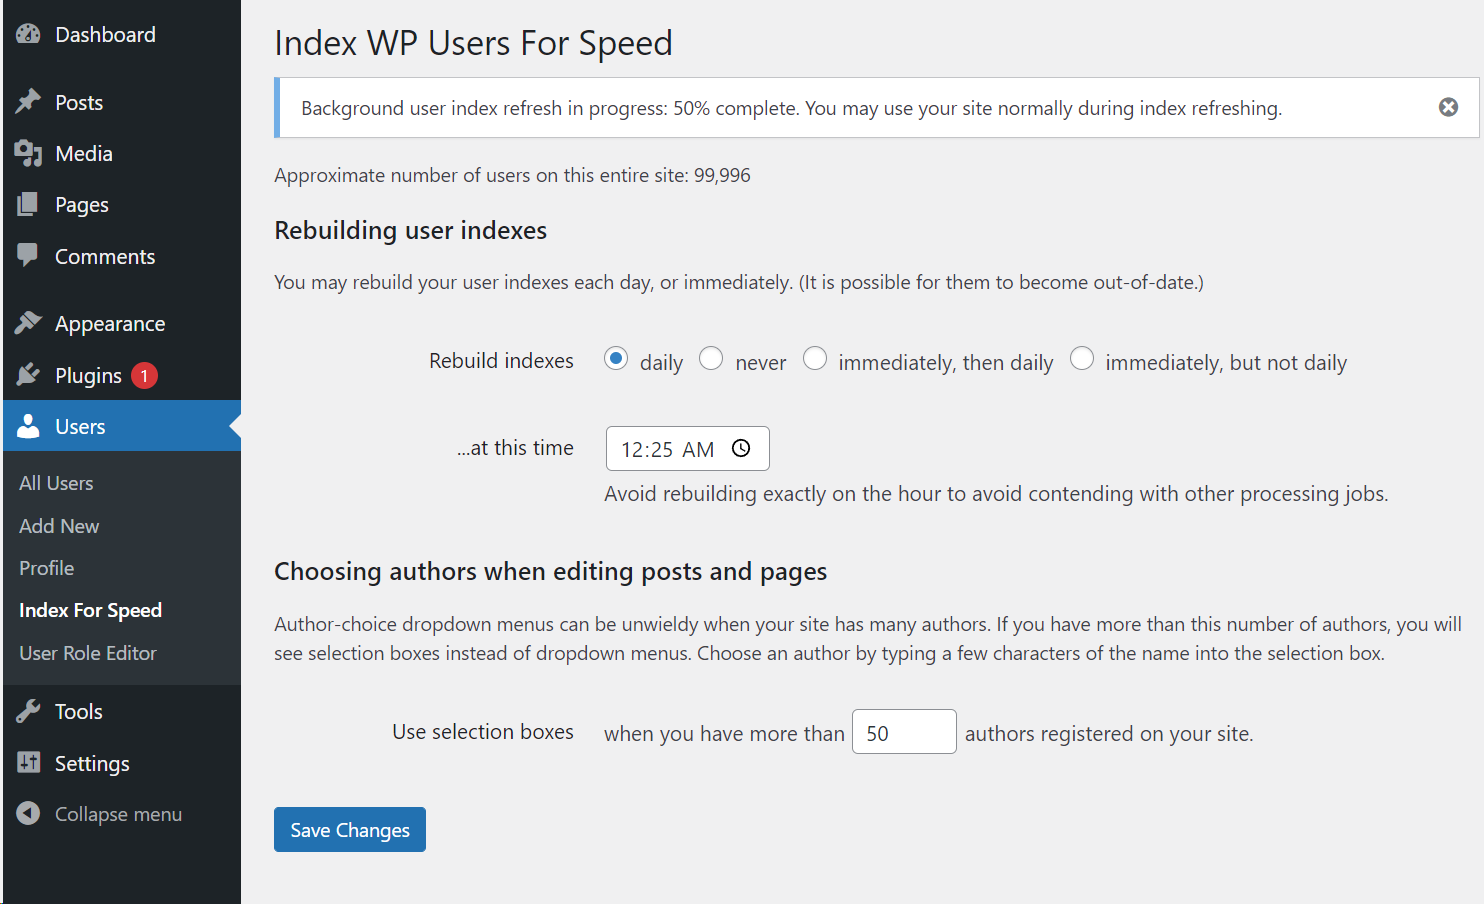 Dashboard
Posts
Media
Pages
Comments
Appearance
Plugins 1
Users
All Users
Add New
Profile
Index For Speed
User Role Editor
Tools
Settings
Collapse menu
Index WP Users For Speed
Background user index refresh in progress: 50% complete. You may use your site normally during index refreshing.
Approximate number of users on this entire site: 99,996
Rebuilding user indexes
You may rebuild your user indexes each day, or immediately. (It is possible for them to become out-of-date.)
Rebuild indexes daily never immediately, then daily immediately, but not daily
...at this time 12:25 AM
Avoid rebuilding exactly on the hour to avoid contending with other processing jobs.
Choosing authors when editing posts and pages
Author-choice dropdown menus can be unwieldy when your site has many authors. If you have more than this number of authors, you will
see selection boxes instead of dropdown menus. Choose an author by typing a few characters of the name into the selection box.
Use selection boxes when you have more than 50 authors registered on your site.
Save Changes